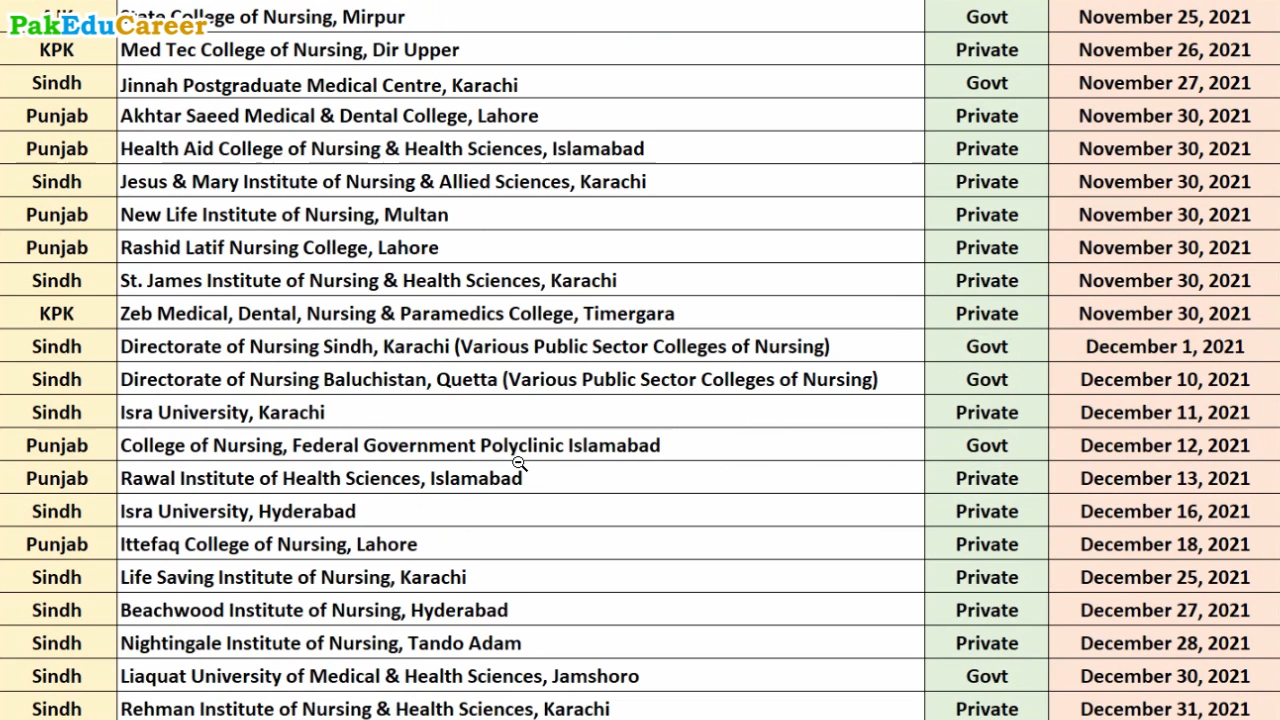 PakEduCareer
State College of Nursing, Mirpur Govt November 25, 2021
KPK Med Tec College of Nursing, Dir Upper Private November 26, 2021
Sindh Jinnah Postgraduate Medical Centre, Karachi Govt November 27, 2021
Punjab Akhtar Saeed Medical & Dental College, Lahore Private November 30, 2021
Punjab Health Aid College of Nursing & Health Sciences, Islamabad Private November 30, 2021
Sindh Jesus & Mary Institute of Nursing & Allied Sciences, Karachi Private November 30, 2021
Punjab New Life Institute of Nursing, Multan Private November 30, 2021
Punjab Rashid Latif Nursing College, Lahore Private November 30, 2021
Sindh St. James Institute of Nursing & Health Sciences, Karachi Private November 30, 2021
KPK Zeb Medical, Dental, Nursing & Paramedics College, Timergara Private November 30, 2021
Sindh Directorate of Nursing Sindh, Karachi (Various Public Sector Colleges of Nursing) Govt December 1, 2021
Sindh Directorate of Nursing Baluchistan, Quetta (Various Public Sector Colleges of Nursing) Govt December 10, 2021
Sindh Isra University, Karachi Private December 11, 2021
Punjab College of Nursing, Federal Government Polyclinic Islamabad Govt December 12, 2021
Punjab Rawal Institute of Health Sciences, Islamabad Private December 13, 2021
Sindh Isra University, Hyderabad Private December 16, 2021
Punjab Ittefaq College of Nursing, Lahore Private December 18, 2021
Sindh Life Saving Institute of Nursing, Karachi Private December 25, 2021
Sindh Beachwood Institute of Nursing, Hyderabad Private December 27, 2021
Sindh Nightingale Institute of Nursing, Tando Adam Private December 28, 2021
Sindh Liaquat University of Medical & Health Sciences, Jamshoro Govt December 30, 2021
Sindh Rehman Institute of Nursing & Health Sciences, Karachi Private December 31, 2021